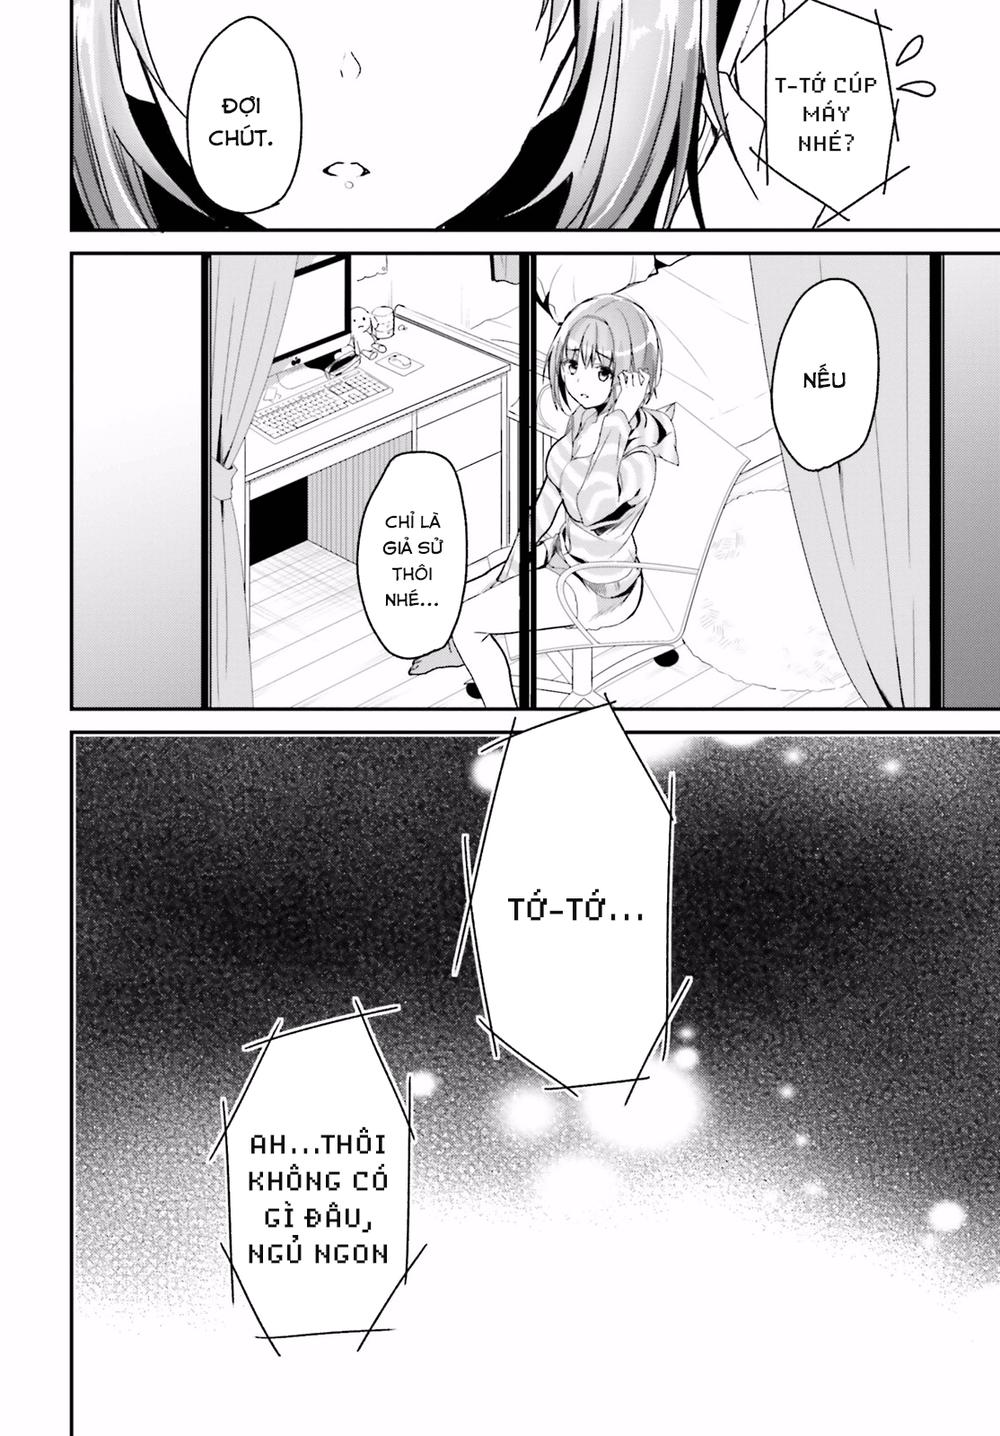 T-TỚ CÚP
MÁY
NHÉ?
ĐỢI
CHÚT.
NẾU
CHỈ LÀ
GIẢ SỬ
THÔI
NHÉ...
TỚ-TỚ...
AH...THÔI
KHÔNG CÓ
GÌ ĐÂU,
NGỦ NGON